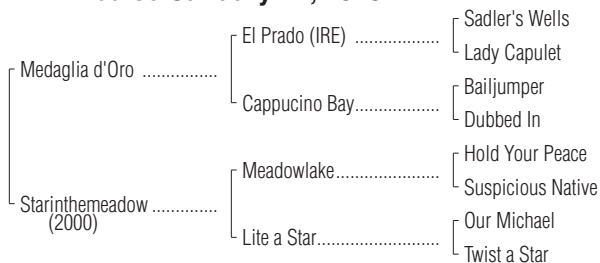 Sadler's Wells
El Prado (IRE) ...................
Lady Capulet
Medaglia d'Oro ................
Bailjumper
Cappucino Bay...................
Dubbed In
Hold Your Peace
Meadowlake.......................
Suspicious Native
Starinthemeadow ..............
(2000)
Our Michael
Lite a Star...........................
Twist a Star